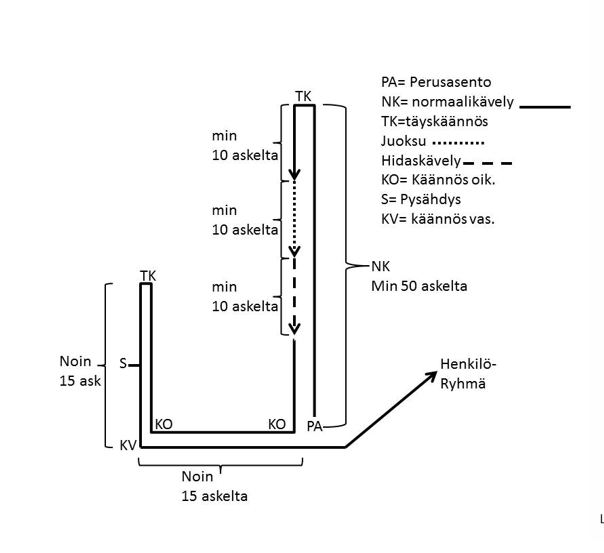 PA= Perusasento
NK= normaalikävely
TK=täyskäännös
Juoksu
Hidaskävely
KO= Käännös oik.
S= Pysähdys
KV= käännös vas.
TK
min
10 askelta
min
10 askelta
min
10 askelta
NK
Min 50 askelta
TK
Noin
15 ask
S
KO
KO
PA
KV
Henkilö-
Ryhmä
Noin
15 askelta
L